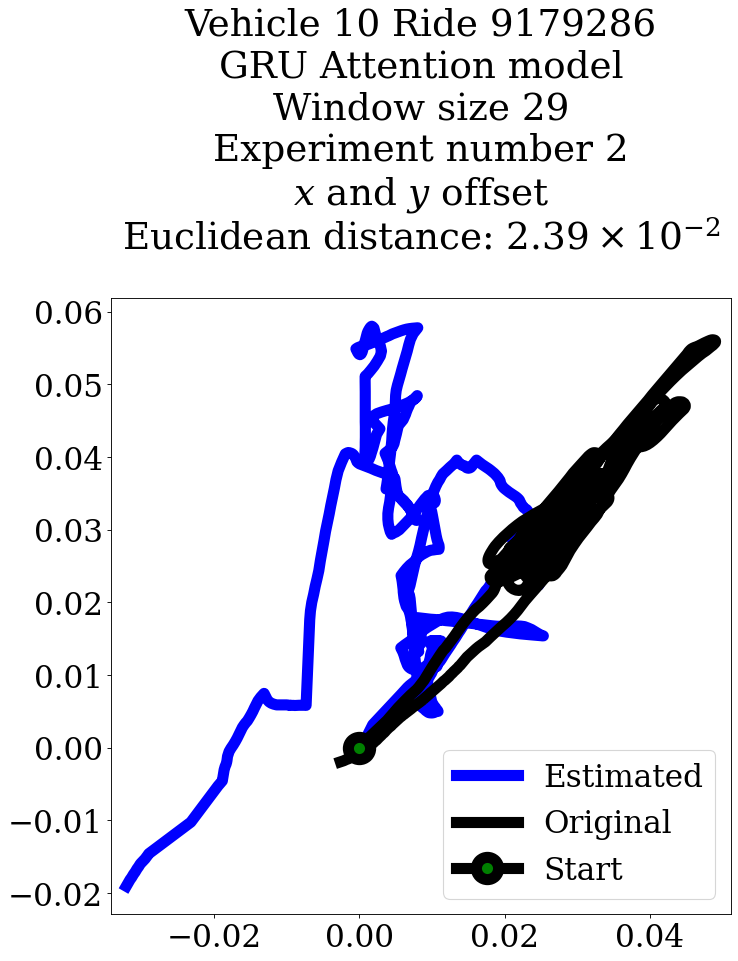 Vehicle 10 Ride 9179286
GRU Attention model
Window size 29
Experiment number 2
x and y offset
Euclidean distance: 2.39 × 10⁻²
0.06
0.05
0.04
0.03
0.02
0.01
0.00
−0.01
−0.02
Estimated
Original
Start
−0.02 0.00 0.02 0.04